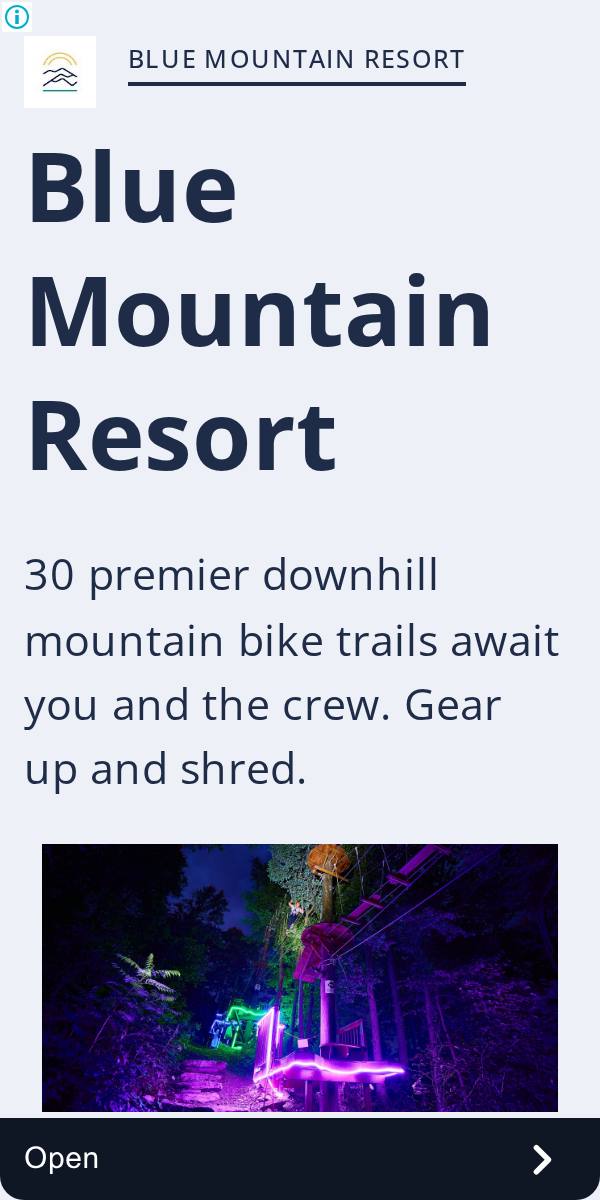 BLUE MOUNTAIN RESORT
Blue
Mountain
Resort
30 premier downhill
mountain bike trails await
you and the crew. Gear
up and shred.
Open